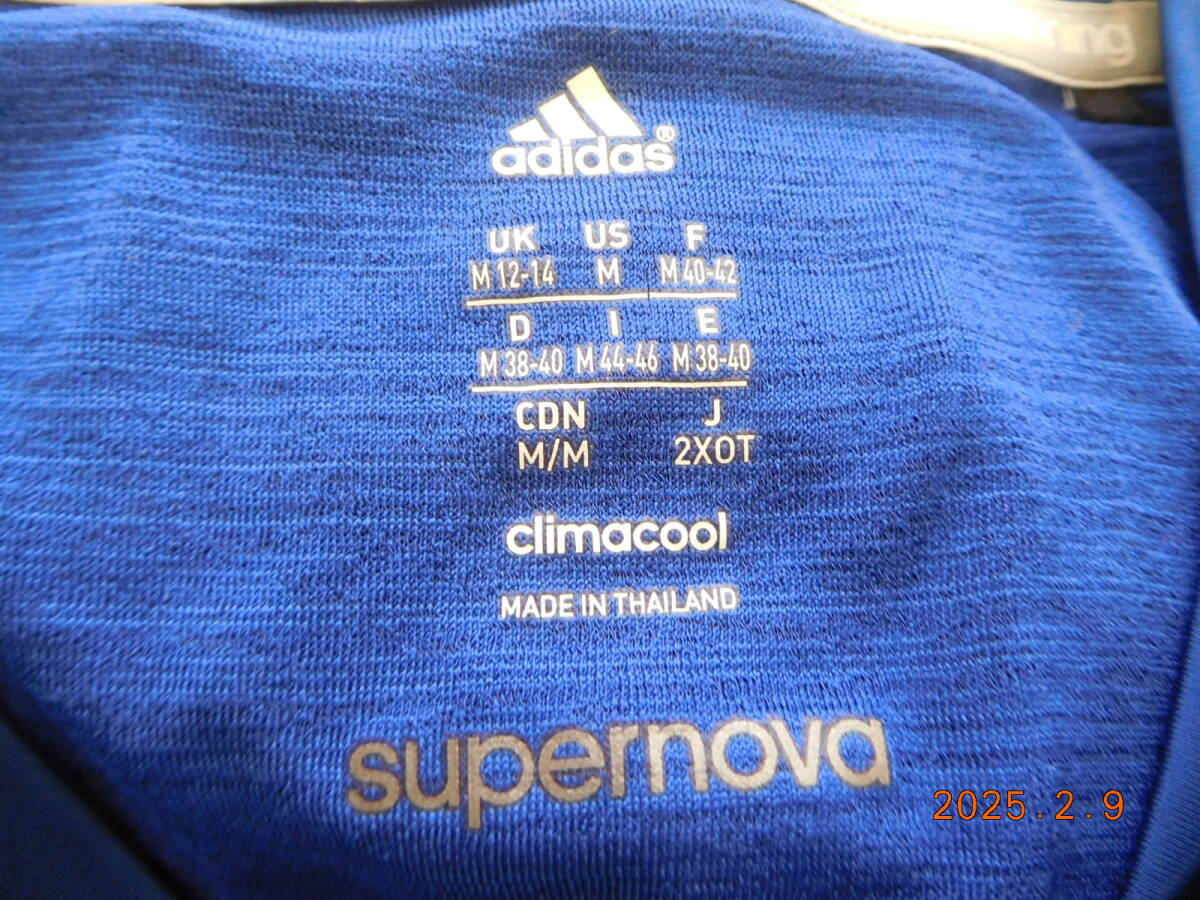 adidas®
UK US F
M 12-14 M M 40-42
D I E
M 38-40 M 44-46 M 38-40
CDN J
M/M 2XOT
climacool
MADE IN THAILAND
supernova
2025.2.9